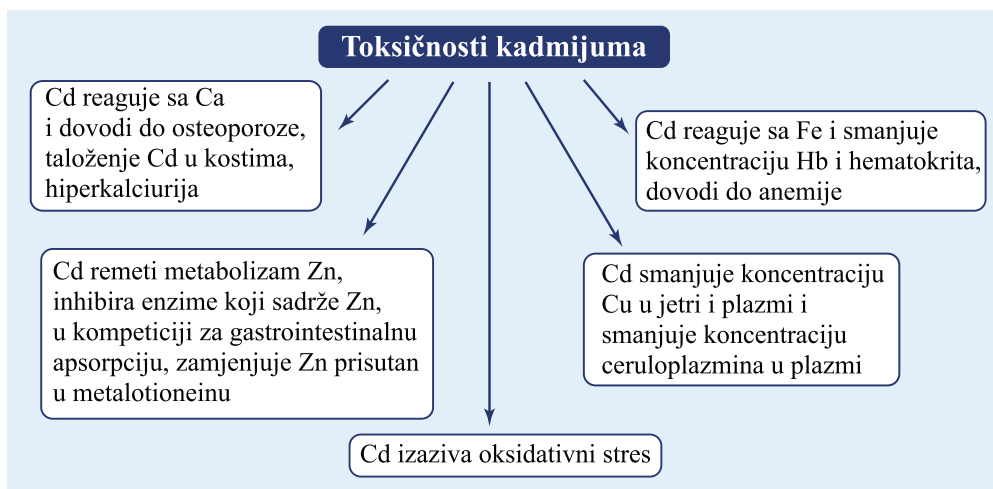 Toksičnosti kadmijuma
Cd reaguje sa Ca
i dovodi do osteoporoze,
taloženje Cd u kostima,
hiperkalciurija
Cd reaguje sa Fe i smanjuje
koncentraciju Hb i hematokrita,
dovodi do anemije
Cd remeti metabolizam Zn,
inhibira enzime koji sadrže Zn,
u kompeticiji za gastrointestinalnu
apsorpciju, zamjenjuje Zn prisutan
u metalotioneinu
Cd smanjuje koncentraciju
Cu u jetri i plazmi i
smanjuje koncentraciju
ceruloplazmina u plazmi
Cd izaziva oksidativni stres